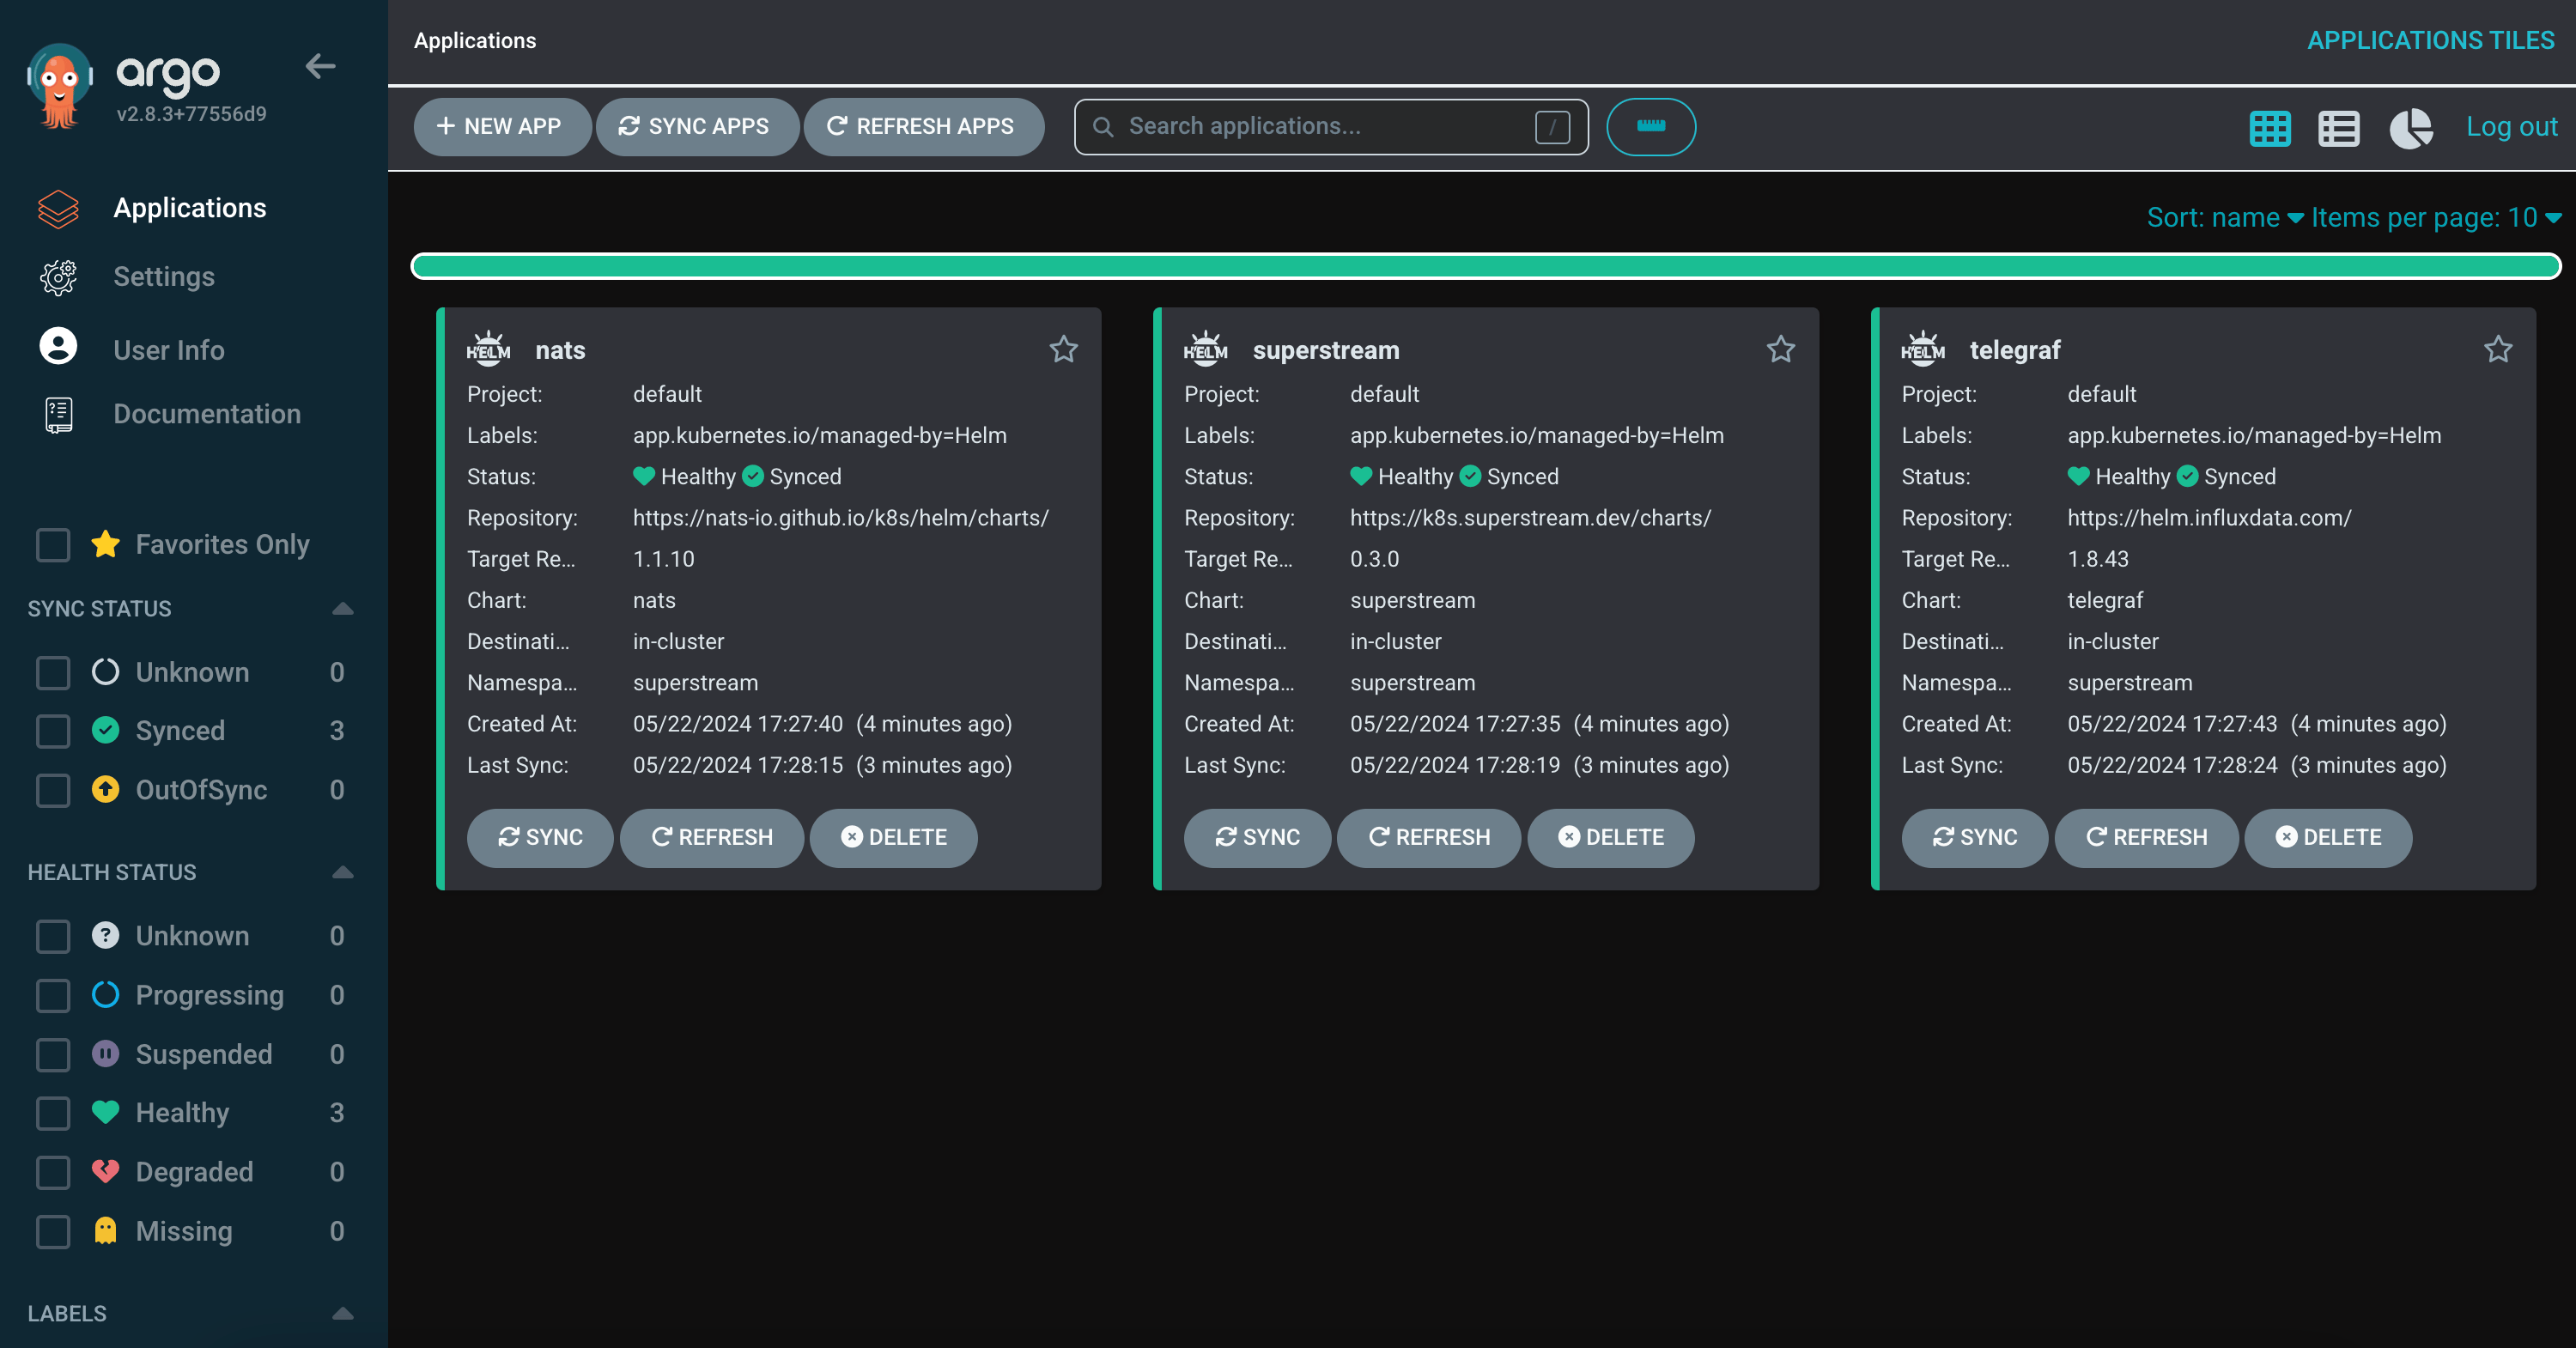 argo
v2.8.3+77556d9
Applications
Settings
User Info
Documentation
Favorites Only
SYNC STATUS
Unknown 0
Synced 3
OutOfSync 0
HEALTH STATUS
Unknown 0
Progressing 0
Suspended 0
Healthy 3
Degraded 0
Missing 0
LABELS
Applications
APPLICATIONS TILES
+ NEW APP SYNC APPS REFRESH APPS Search applications... / Log out
Sort: name Items per page: 10
HELM nats
Project: default
Labels: app.kubernetes.io/managed-by=Helm
Status: Healthy Synced
Repository: https://nats-io.github.io/k8s/helm/charts/
Target Re... 1.1.10
Chart: nats
Destinati... in-cluster
Namespa... superstream
Created At: 05/22/2024 17:27:40 (4 minutes ago)
Last Sync: 05/22/2024 17:28:15 (3 minutes ago)
SYNC REFRESH DELETE
HELM superstream
Project: default
Labels: app.kubernetes.io/managed-by=Helm
Status: Healthy Synced
Repository: https://k8s.superstream.dev/charts/
Target Re... 0.3.0
Chart: superstream
Destinati... in-cluster
Namespa... superstream
Created At: 05/22/2024 17:27:35 (4 minutes ago)
Last Sync: 05/22/2024 17:28:19 (3 minutes ago)
SYNC REFRESH DELETE
HELM telegraf
Project: default
Labels: app.kubernetes.io/managed-by=Helm
Status: Healthy Synced
Repository: https://helm.influxdata.com/
Target Re... 1.8.43
Chart: telegraf
Destinati... in-cluster
Namespa... superstream
Created At: 05/22/2024 17:27:43 (4 minutes ago)
Last Sync: 05/22/2024 17:28:24 (3 minutes ago)
SYNC REFRESH DELETE